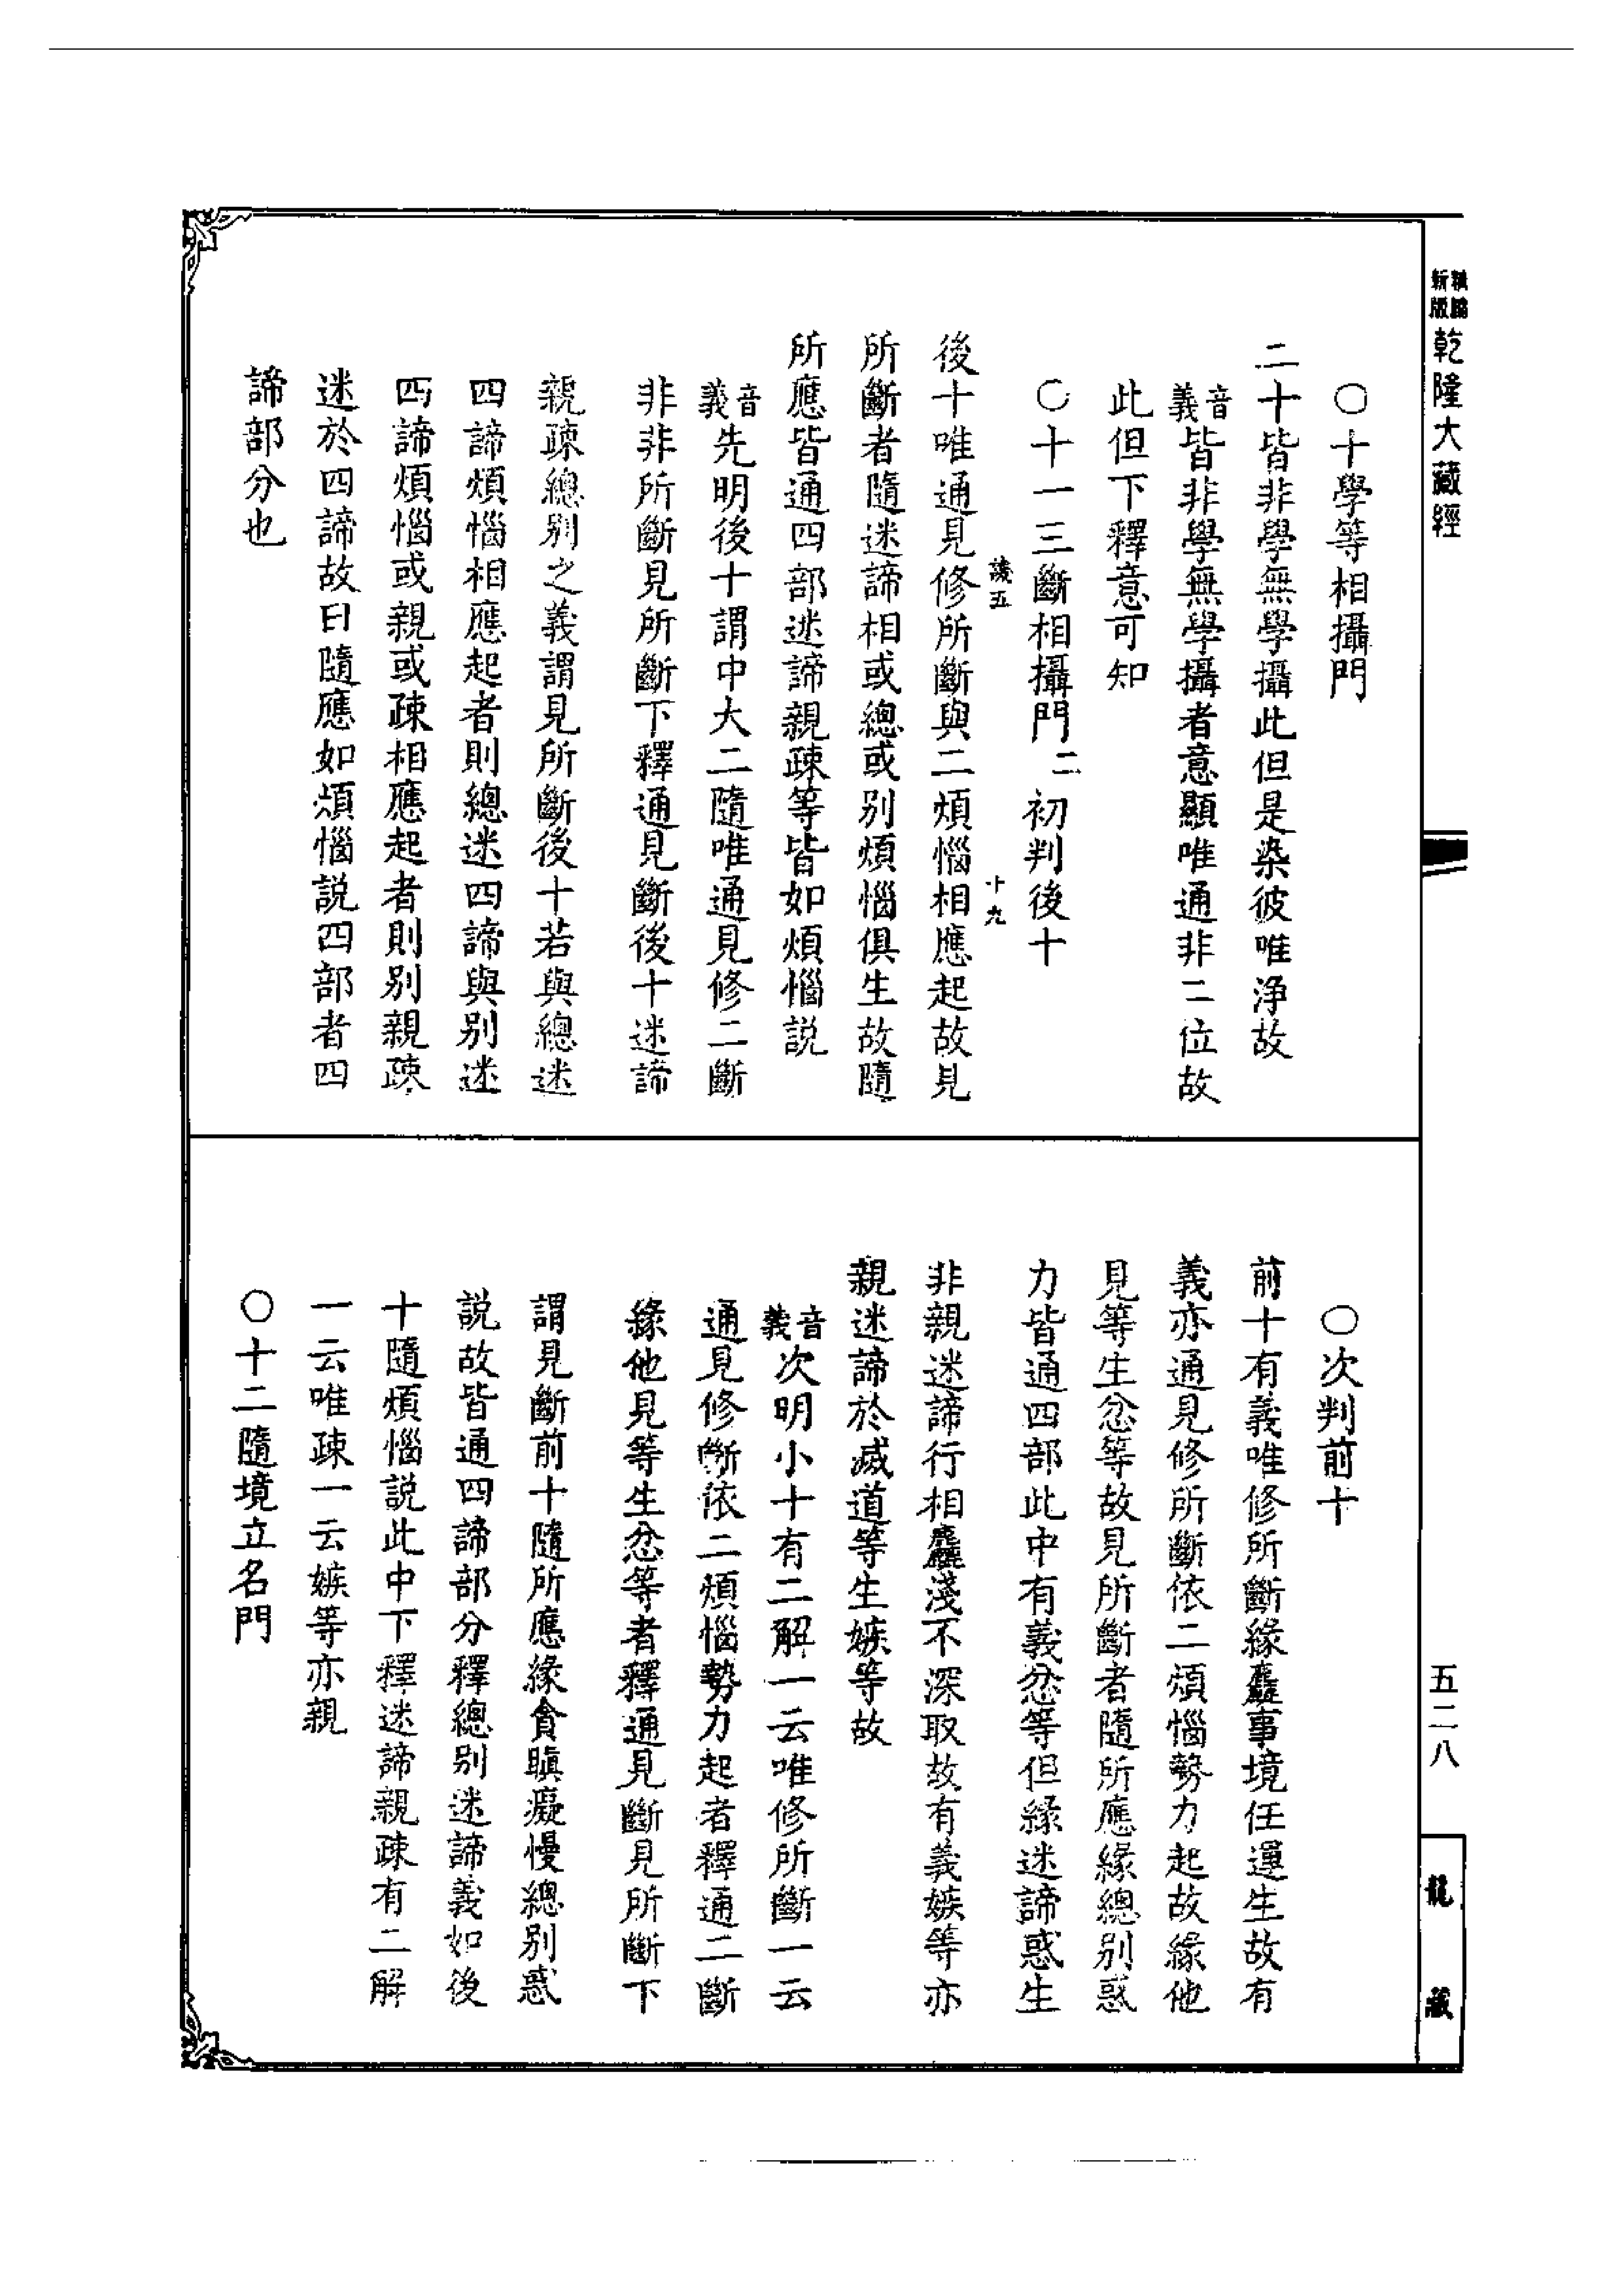 新版
精編
乾隆大藏經
○十學等相攝門
二十皆非學無學攝此但是染彼唯淨故
音義皆非學無學攝者意顯唯通非二位故
此但下釋意可知
○十一三斷相攝門二初判後十
議五
十九
後十唯通見修所斷與二煩惱相應起故見
所斷者隨迷諦相或總或别煩惱俱生故隨
所應皆通四部迷諦親疎等皆如煩惱説
音義先明後十謂中大二隨唯通見修二斷
非非所斷見所斷下釋通見斷後十迷諦
親疎總别之義謂見所斷後十若與總迷
四諦煩惱相應起者則總迷四諦與别迷
四諦煩惱或親或疎相應起者則别親疎
迷於四諦故曰隨應如煩惱説四部者四
諦部分也
○次判前十
前十有義唯修所斷緣麤事境任運生故有
義亦通見修所斷依二煩惱勢力起故緣他
見等生忿等故見所斷者隨所應緣總别惑
力皆通四部此中有義忿等但緣迷諦惑生
非親迷諦行相麤淺不深取故有義嫉等亦
親迷諦於滅道等生嫉等故
音義次明小十有二解一云唯修所斷一云
通見修斷依二煩惱勢力起者釋通二斷
緣他見等生忿等者釋通見斷見所斷下
謂見斷前十隨所應緣貪瞋癡慢總别惑
説故皆通四諦部分釋總别迷諦義如後
十隨煩惱説此中下釋迷諦親疎有二解
一云唯疎一云嫉等亦親
○十二隨境立名門
五二八
龍藏